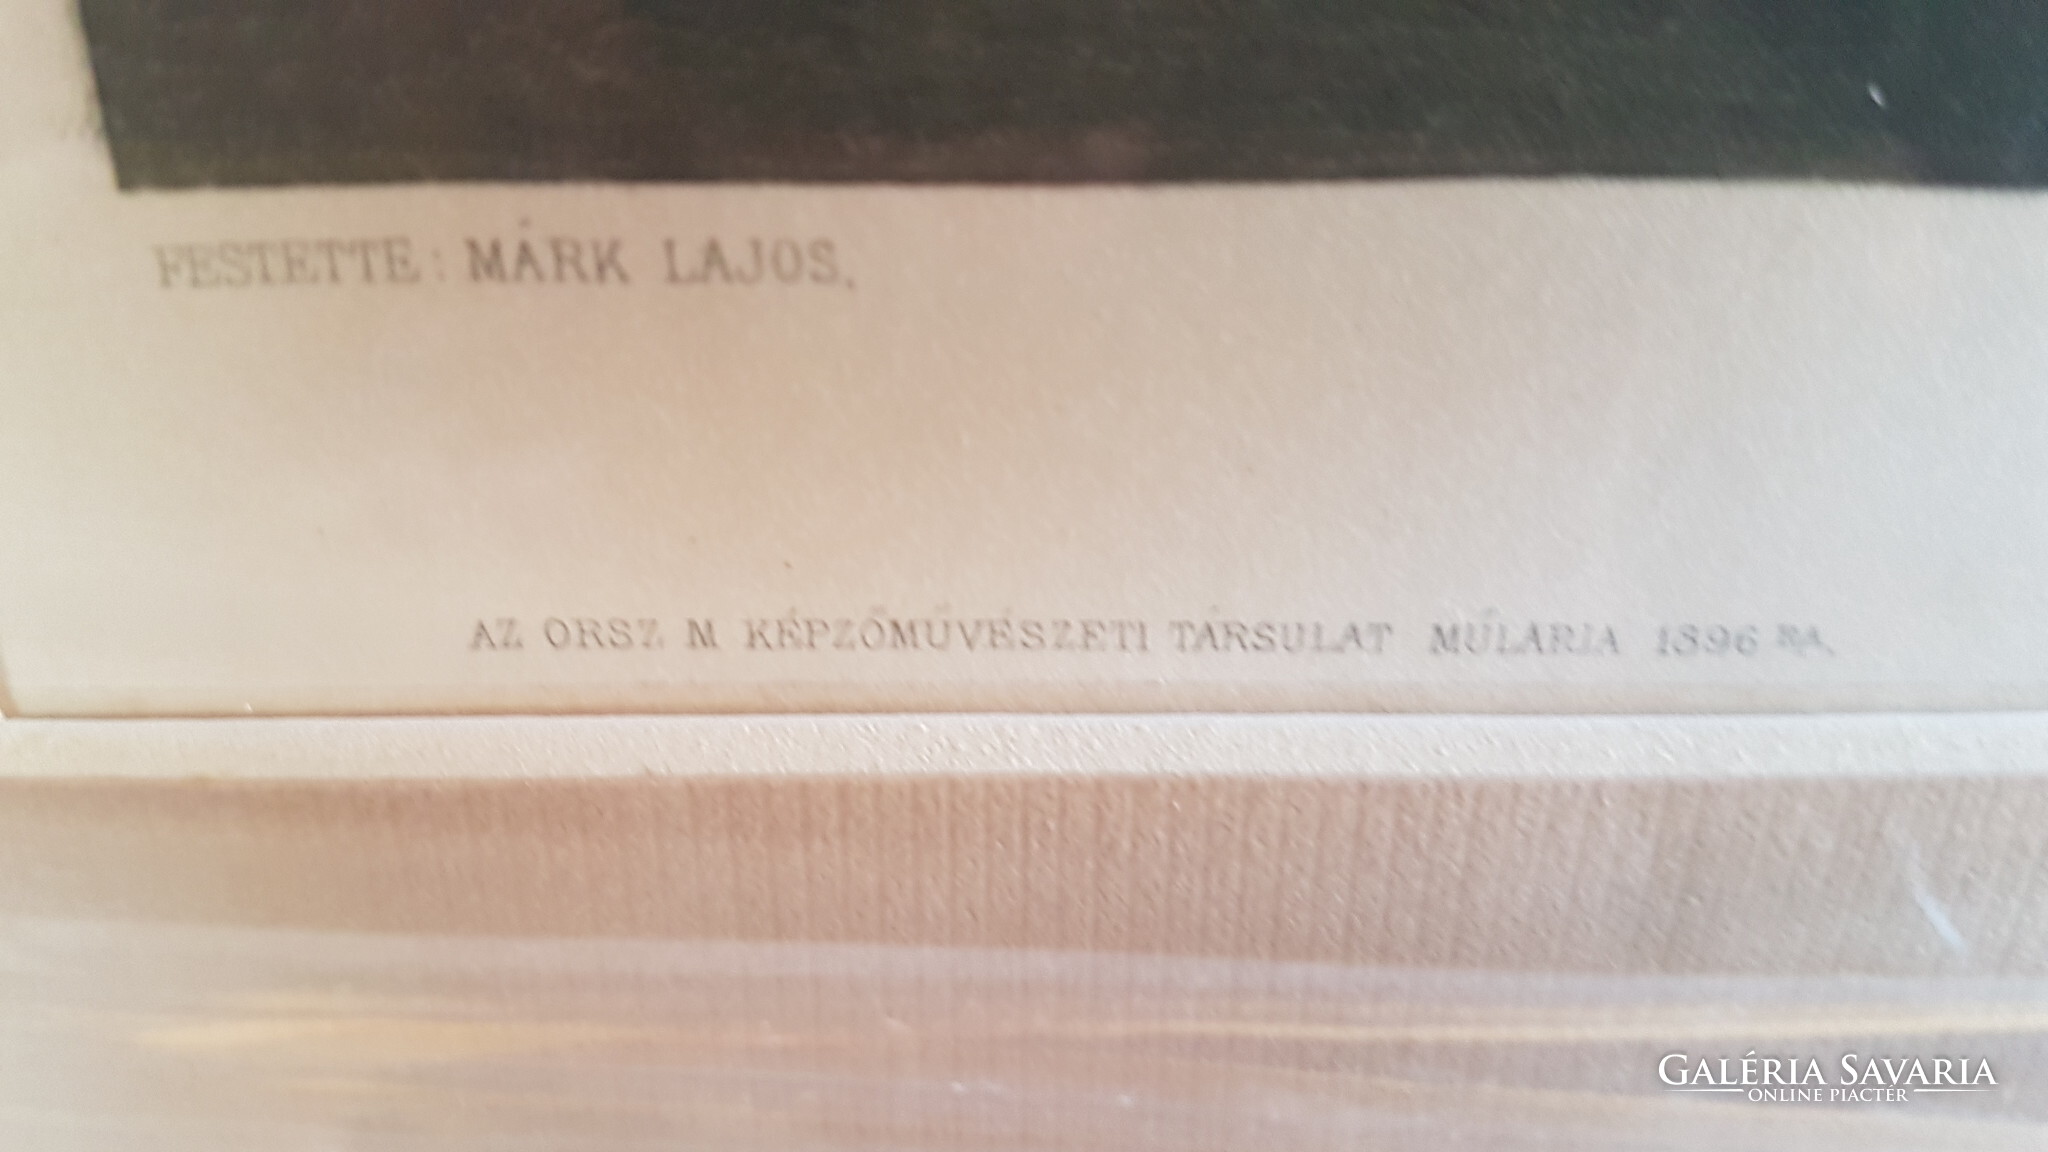 FESTETTE: MÁRK LAJOS.
AZ ORSZ M KÉPZŐMŰVÉSZETI TÁRSULAT MŰLAPJA 1896 RA.
GALÉRIA SAVARIA
ONLINE PIACTÉR